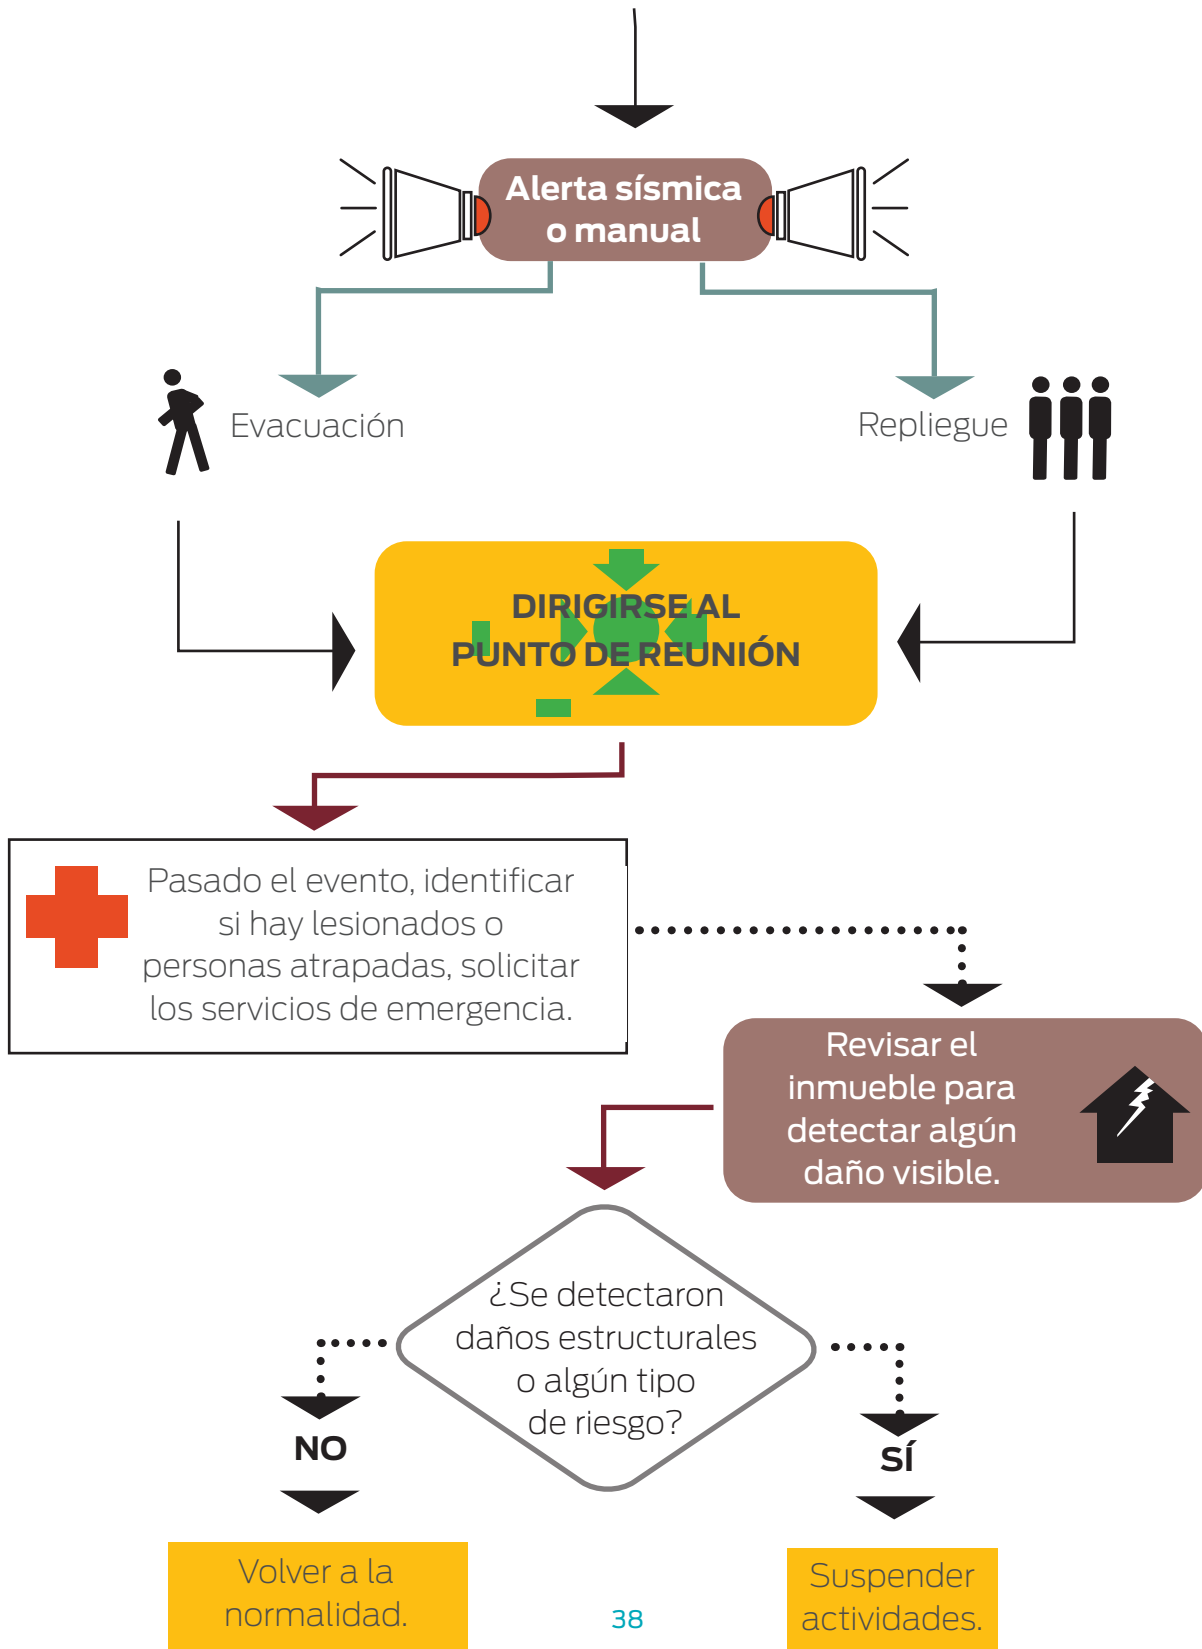 Alerta sísmica
o manual
Evacuación
Repliegue
DIRIGIRSE AL
PUNTO DE REUNIÓN
Pasado el evento, identificar
si hay lesionados o
personas atrapadas, solicitar
los servicios de emergencia.
Revisar el
inmueble para
detectar algún
daño visible.
¿Se detectaron
daños estructurales
o algún tipo
de riesgo?
NO
SÍ
Volver a la
normalidad.
Suspender
actividades.
38